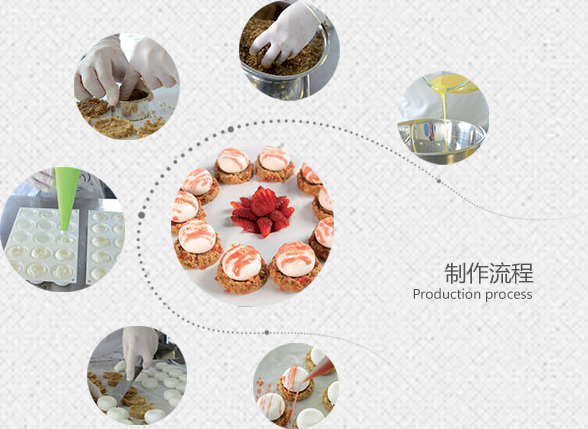 制作流程
Production process